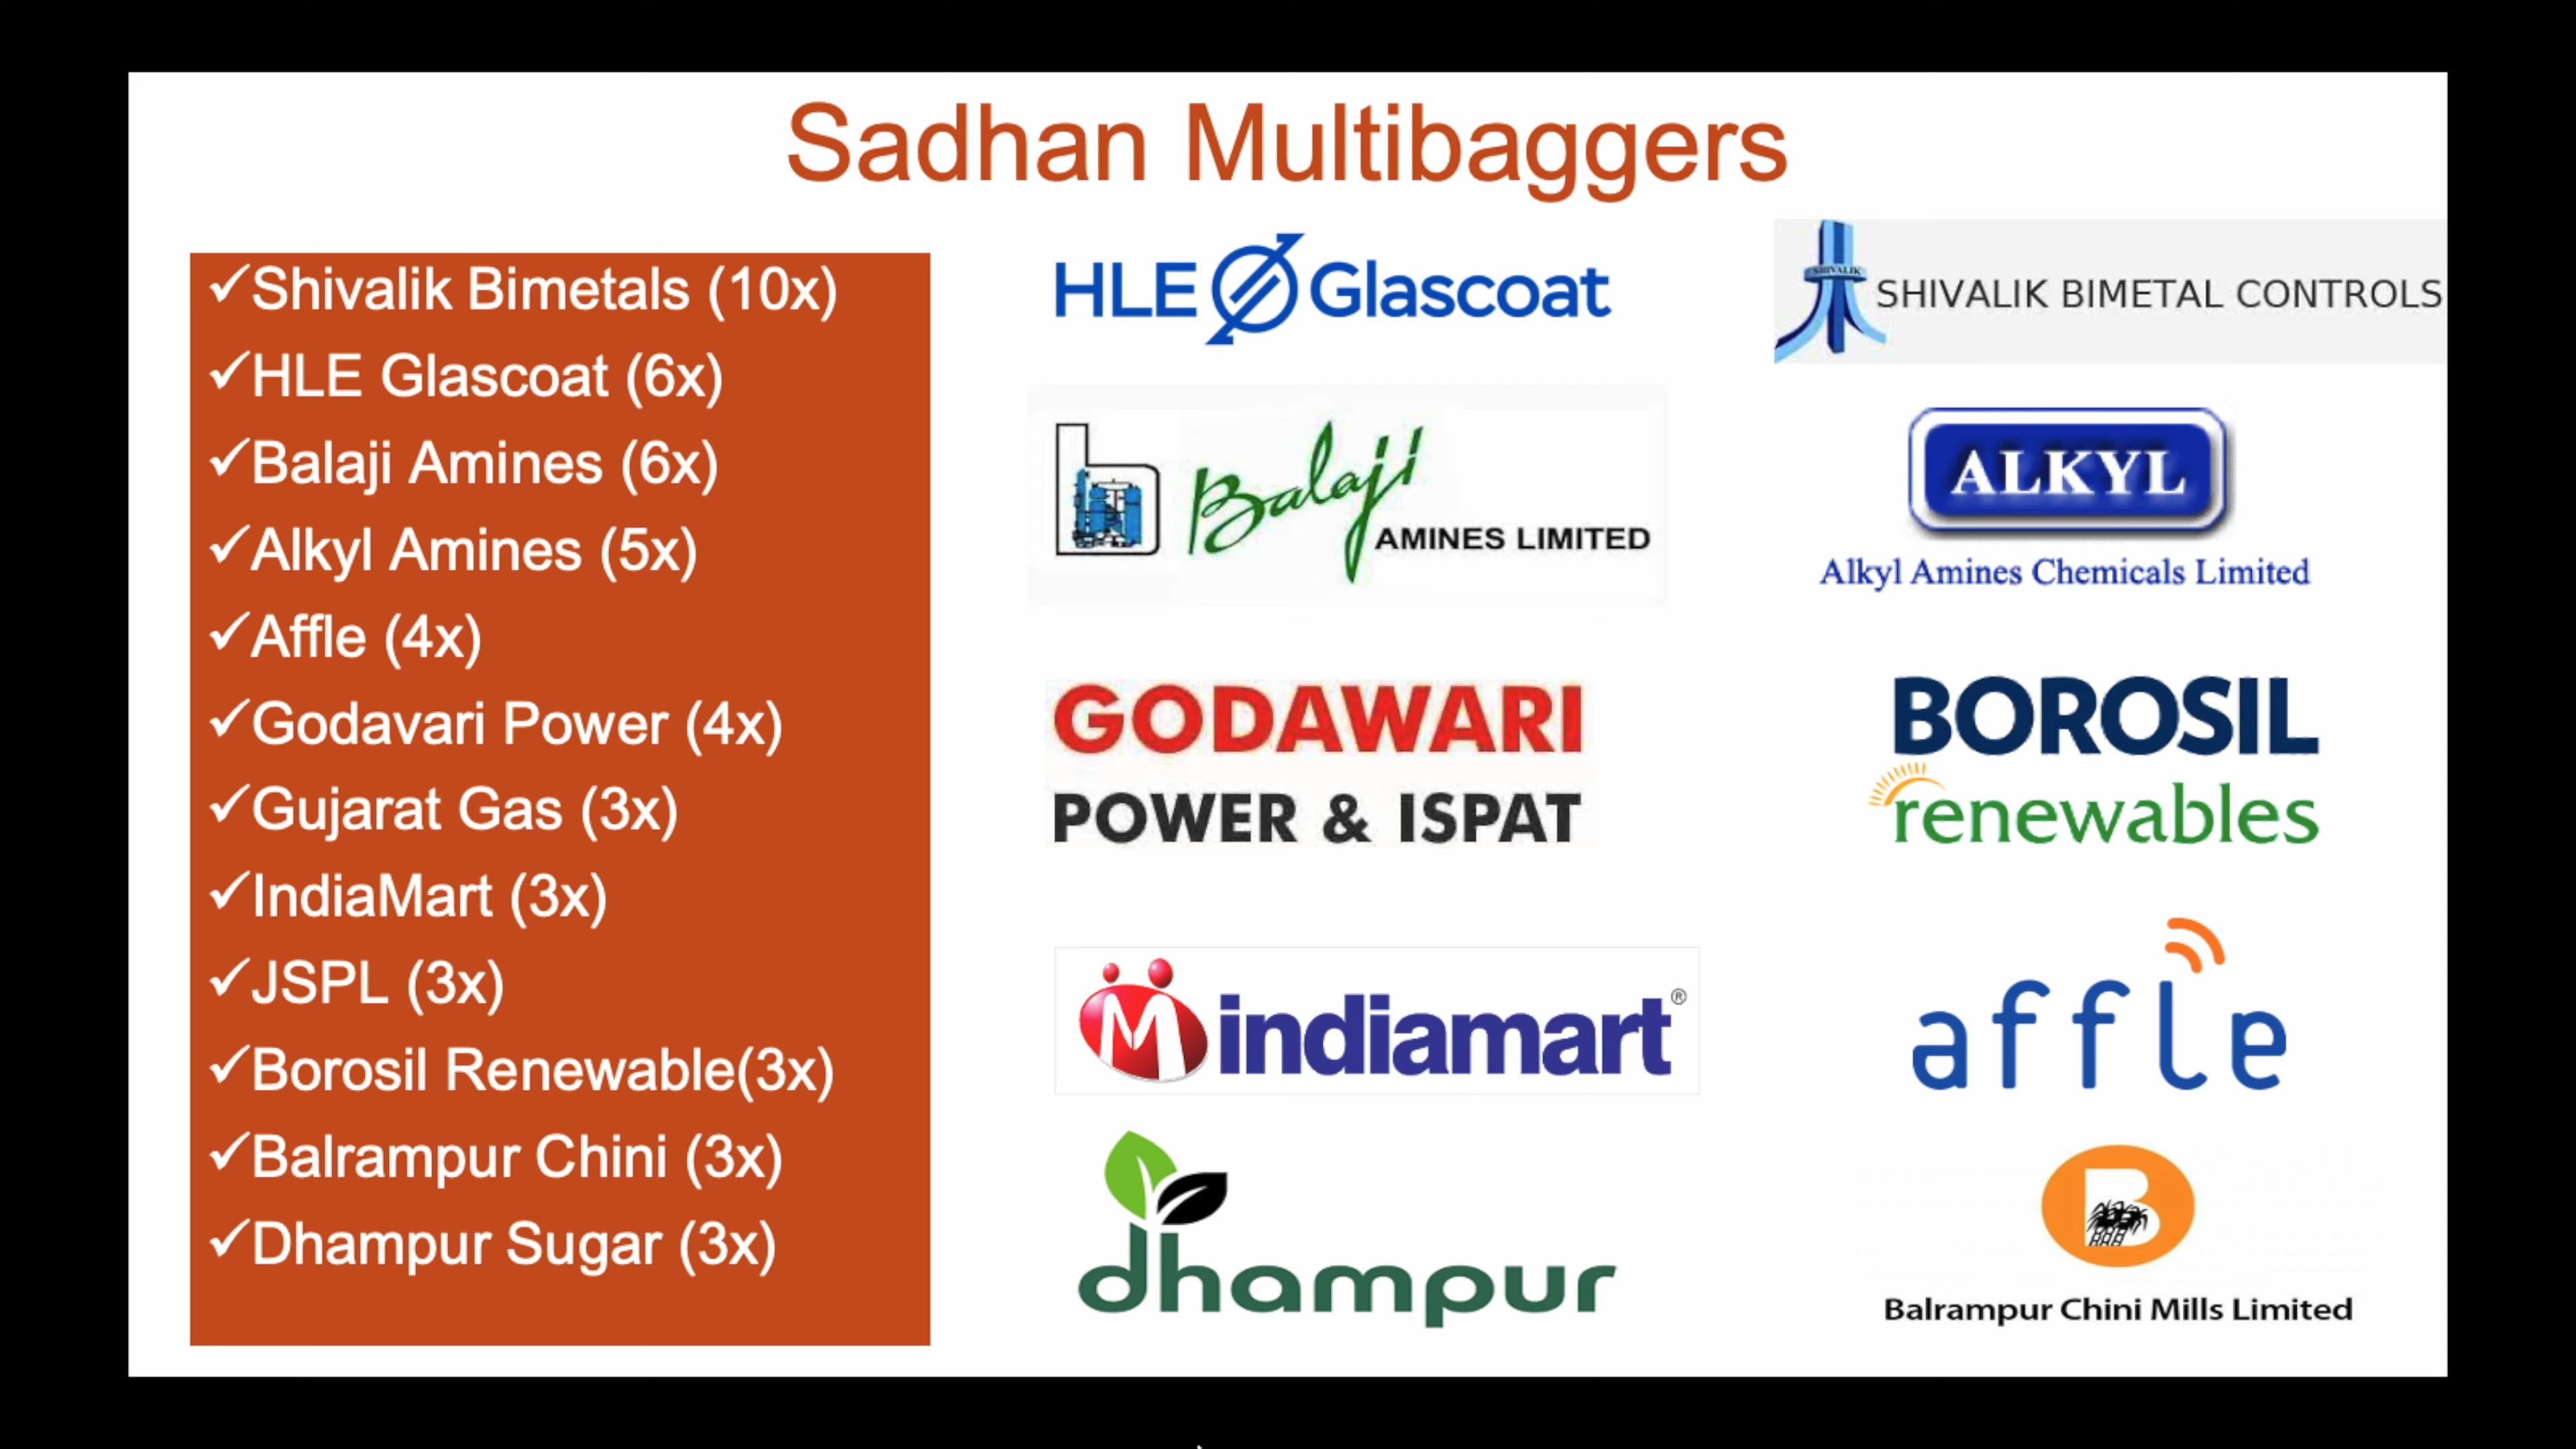 Sadhan Multibaggers
✓Shivalik Bimetals (10x)
✓HLE Glascoat (6x)
✓Balaji Amines (6x)
✓Alkyl Amines (5x)
✓Affle (4x)
✓Godavari Power (4x)
✓Gujarat Gas (3x)
✓IndiaMart (3x)
✓JSPL (3x)
✓Borosil Renewable(3x)
✓Balrampur Chini (3x)
✓Dhampur Sugar (3x)
HLE Glascoat
SHIVALIK
SHIVALIK BIMETAL CONTROLS
b Balaji
AMINES LIMITED
ALKYL
Alkyl Amines Chemicals Limited
GODAWARI
POWER & ISPAT
BOROSIL
renewables
M indiamart®
affle
dhampur
B
Balrampur Chini Mills Limited